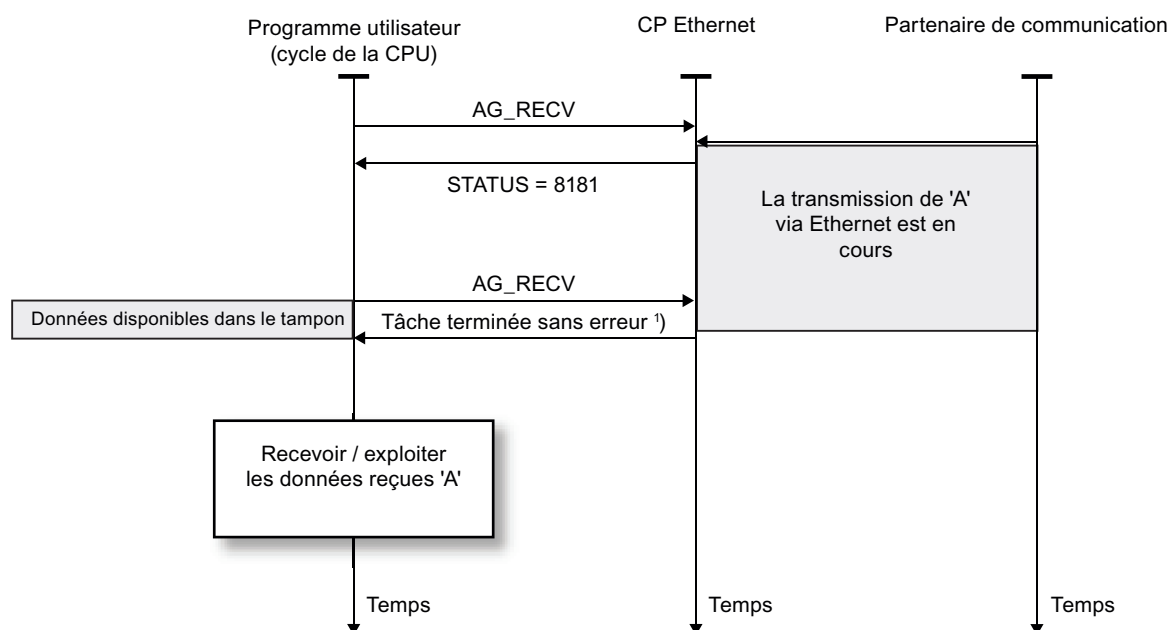 Programme utilisateur
(cycle de la CPU)
CP Ethernet
Partenaire de communication
AG_RECV
STATUS = 8181
La transmission de 'A'
via Ethernet est en
cours
AG_RECV
Données disponibles dans le tampon
Tâche terminée sans erreur ¹)
Recevoir / exploiter
les données reçues 'A'
Temps
Temps
Temps